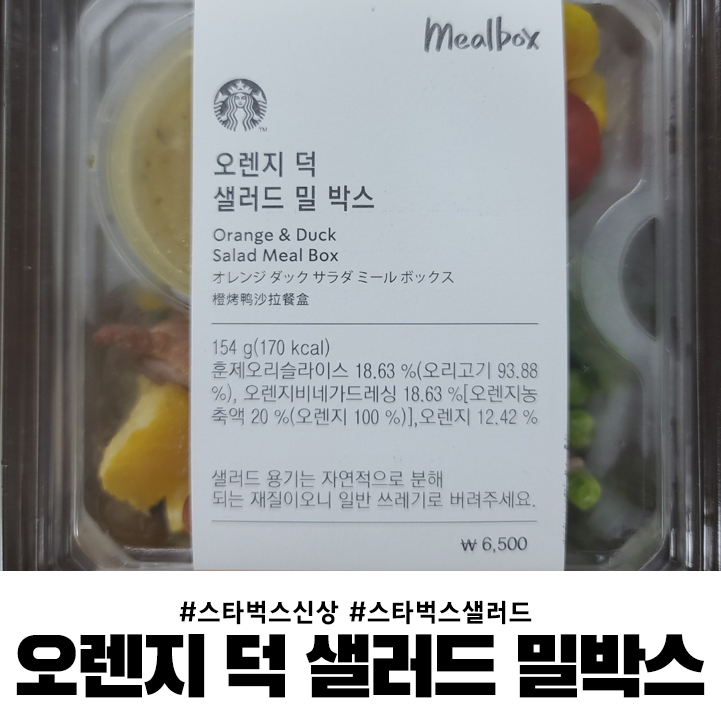 Mealbox
TM
오렌지 덕
샐러드 밀 박스
Orange & Duck
Salad Meal Box
オレンジ ダック サラダ ミール ボックス
橙烤鸭沙拉餐盒
154 g(170 kcal)
훈제오리슬라이스 18.63 %(오리고기 93.88
%), 오렌지비네가드레싱 18.63 %[오렌지농
축액 20 %(오렌지 100 %)],오렌지 12.42 %
샐러드 용기는 자연적으로 분해
되는 재질이오니 일반 쓰레기로 버려주세요.
₩ 6,500
#스타벅스신상 #스타벅스샐러드
오렌지 덕 샐러드 밀박스